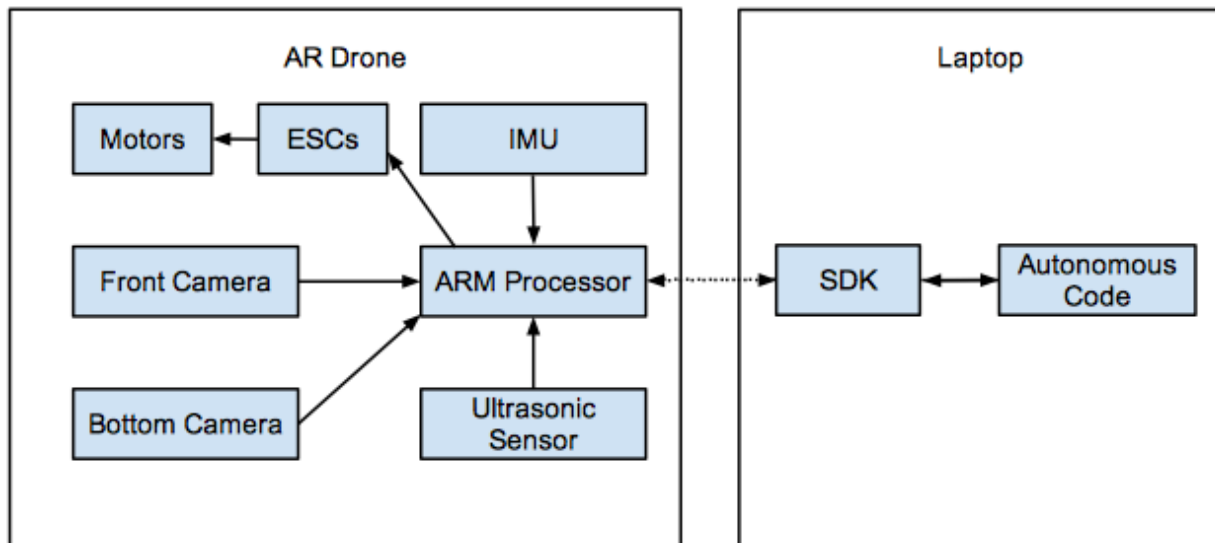 AR Drone
Laptop
Motors
ESCs
IMU
Front Camera
ARM Processor
SDK
Autonomous
Code
Bottom Camera
Ultrasonic
Sensor